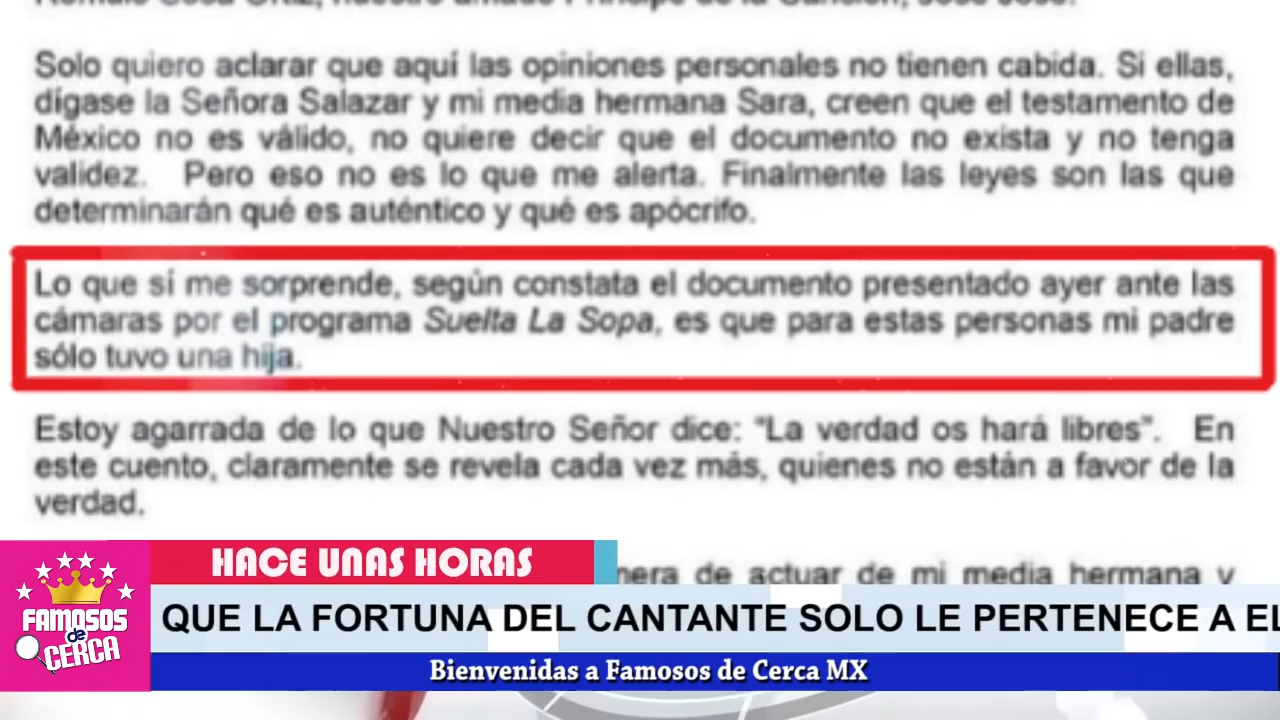 Solo quiero aclarar que aquí las opiniones personales no tienen cabida. Si ellas,
dígase la Señora Salazar y mi media hermana Sara, creen que el testamento de
México no es válido, no quiere decir que el documento no exista y no tenga
validez. Pero eso no es lo que me alerta. Finalmente las leyes son las que
determinarán qué es auténtico y qué es apócrifo.
Lo que sí me sorprende, según constata el documento presentado ayer ante las
cámaras por el programa Suelta La Sopa, es que para estas personas mi padre
sólo tuvo una hija.
Estoy agarrada de lo que Nuestro Señor dice: “La verdad os hará libres”. En
este cuento, claramente se revela cada vez más, quienes no están a favor de la
verdad.
de actuar de mi media hermana y
HACE UNAS HORAS
QUE LA FORTUNA DEL CANTANTE SOLO LE PERTENECE A
FAMOSOS
de
CERCA
Bienvenidas a Famosos de Cerca MX